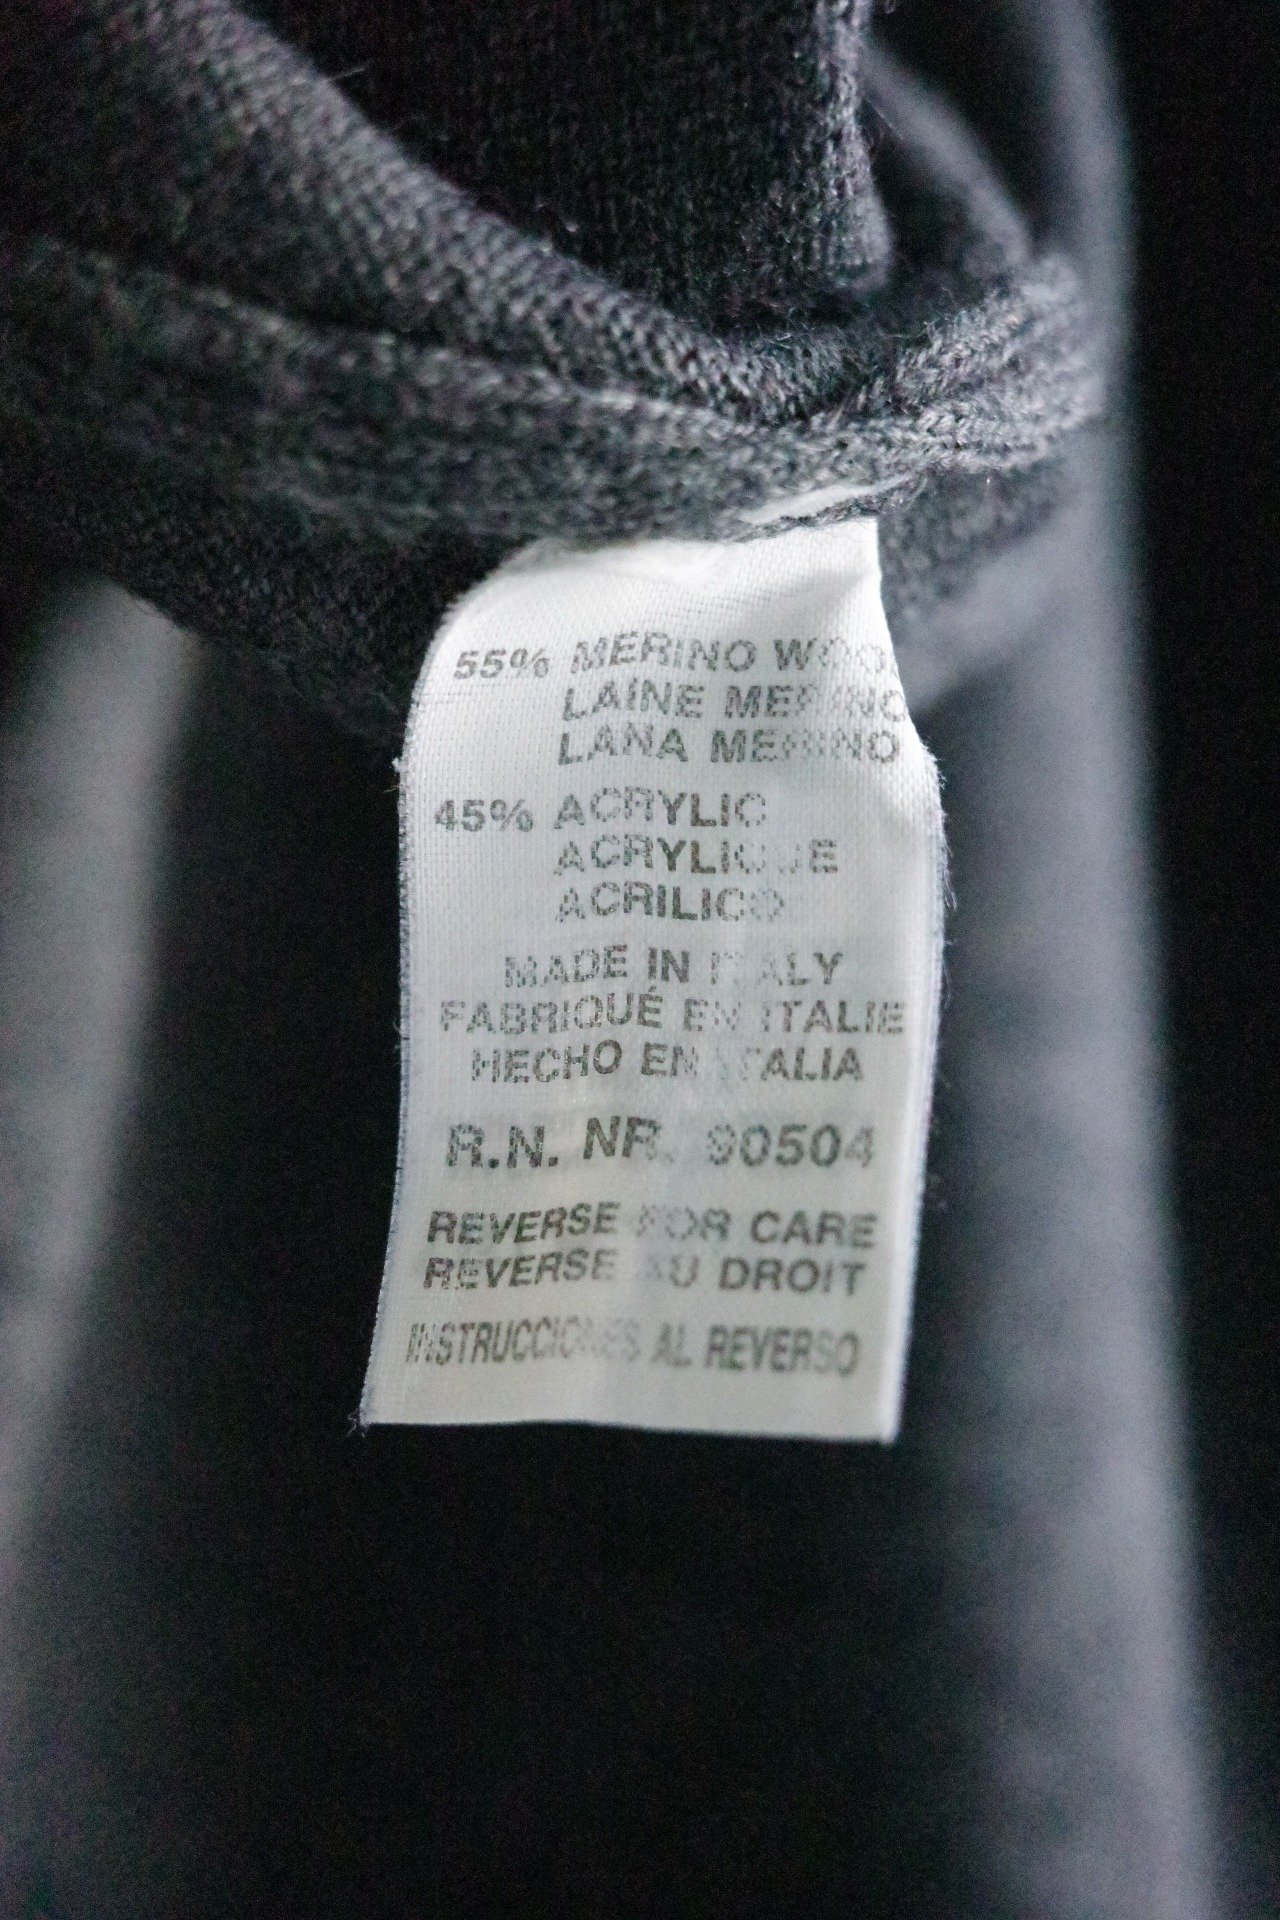 55% MERINO WOOL
LAINE MERINO
LANA MERINO
45% ACRYLIC
ACRYLIQUE
ACRILICO
MADE IN ITALY
FABRIQUÉ EN ITALIE
HECHO EN ITALIA
R.N. NR. 90504
REVERSE FOR CARE
REVERSE AU DROIT
INSTRUCCIONES AL REVERSO